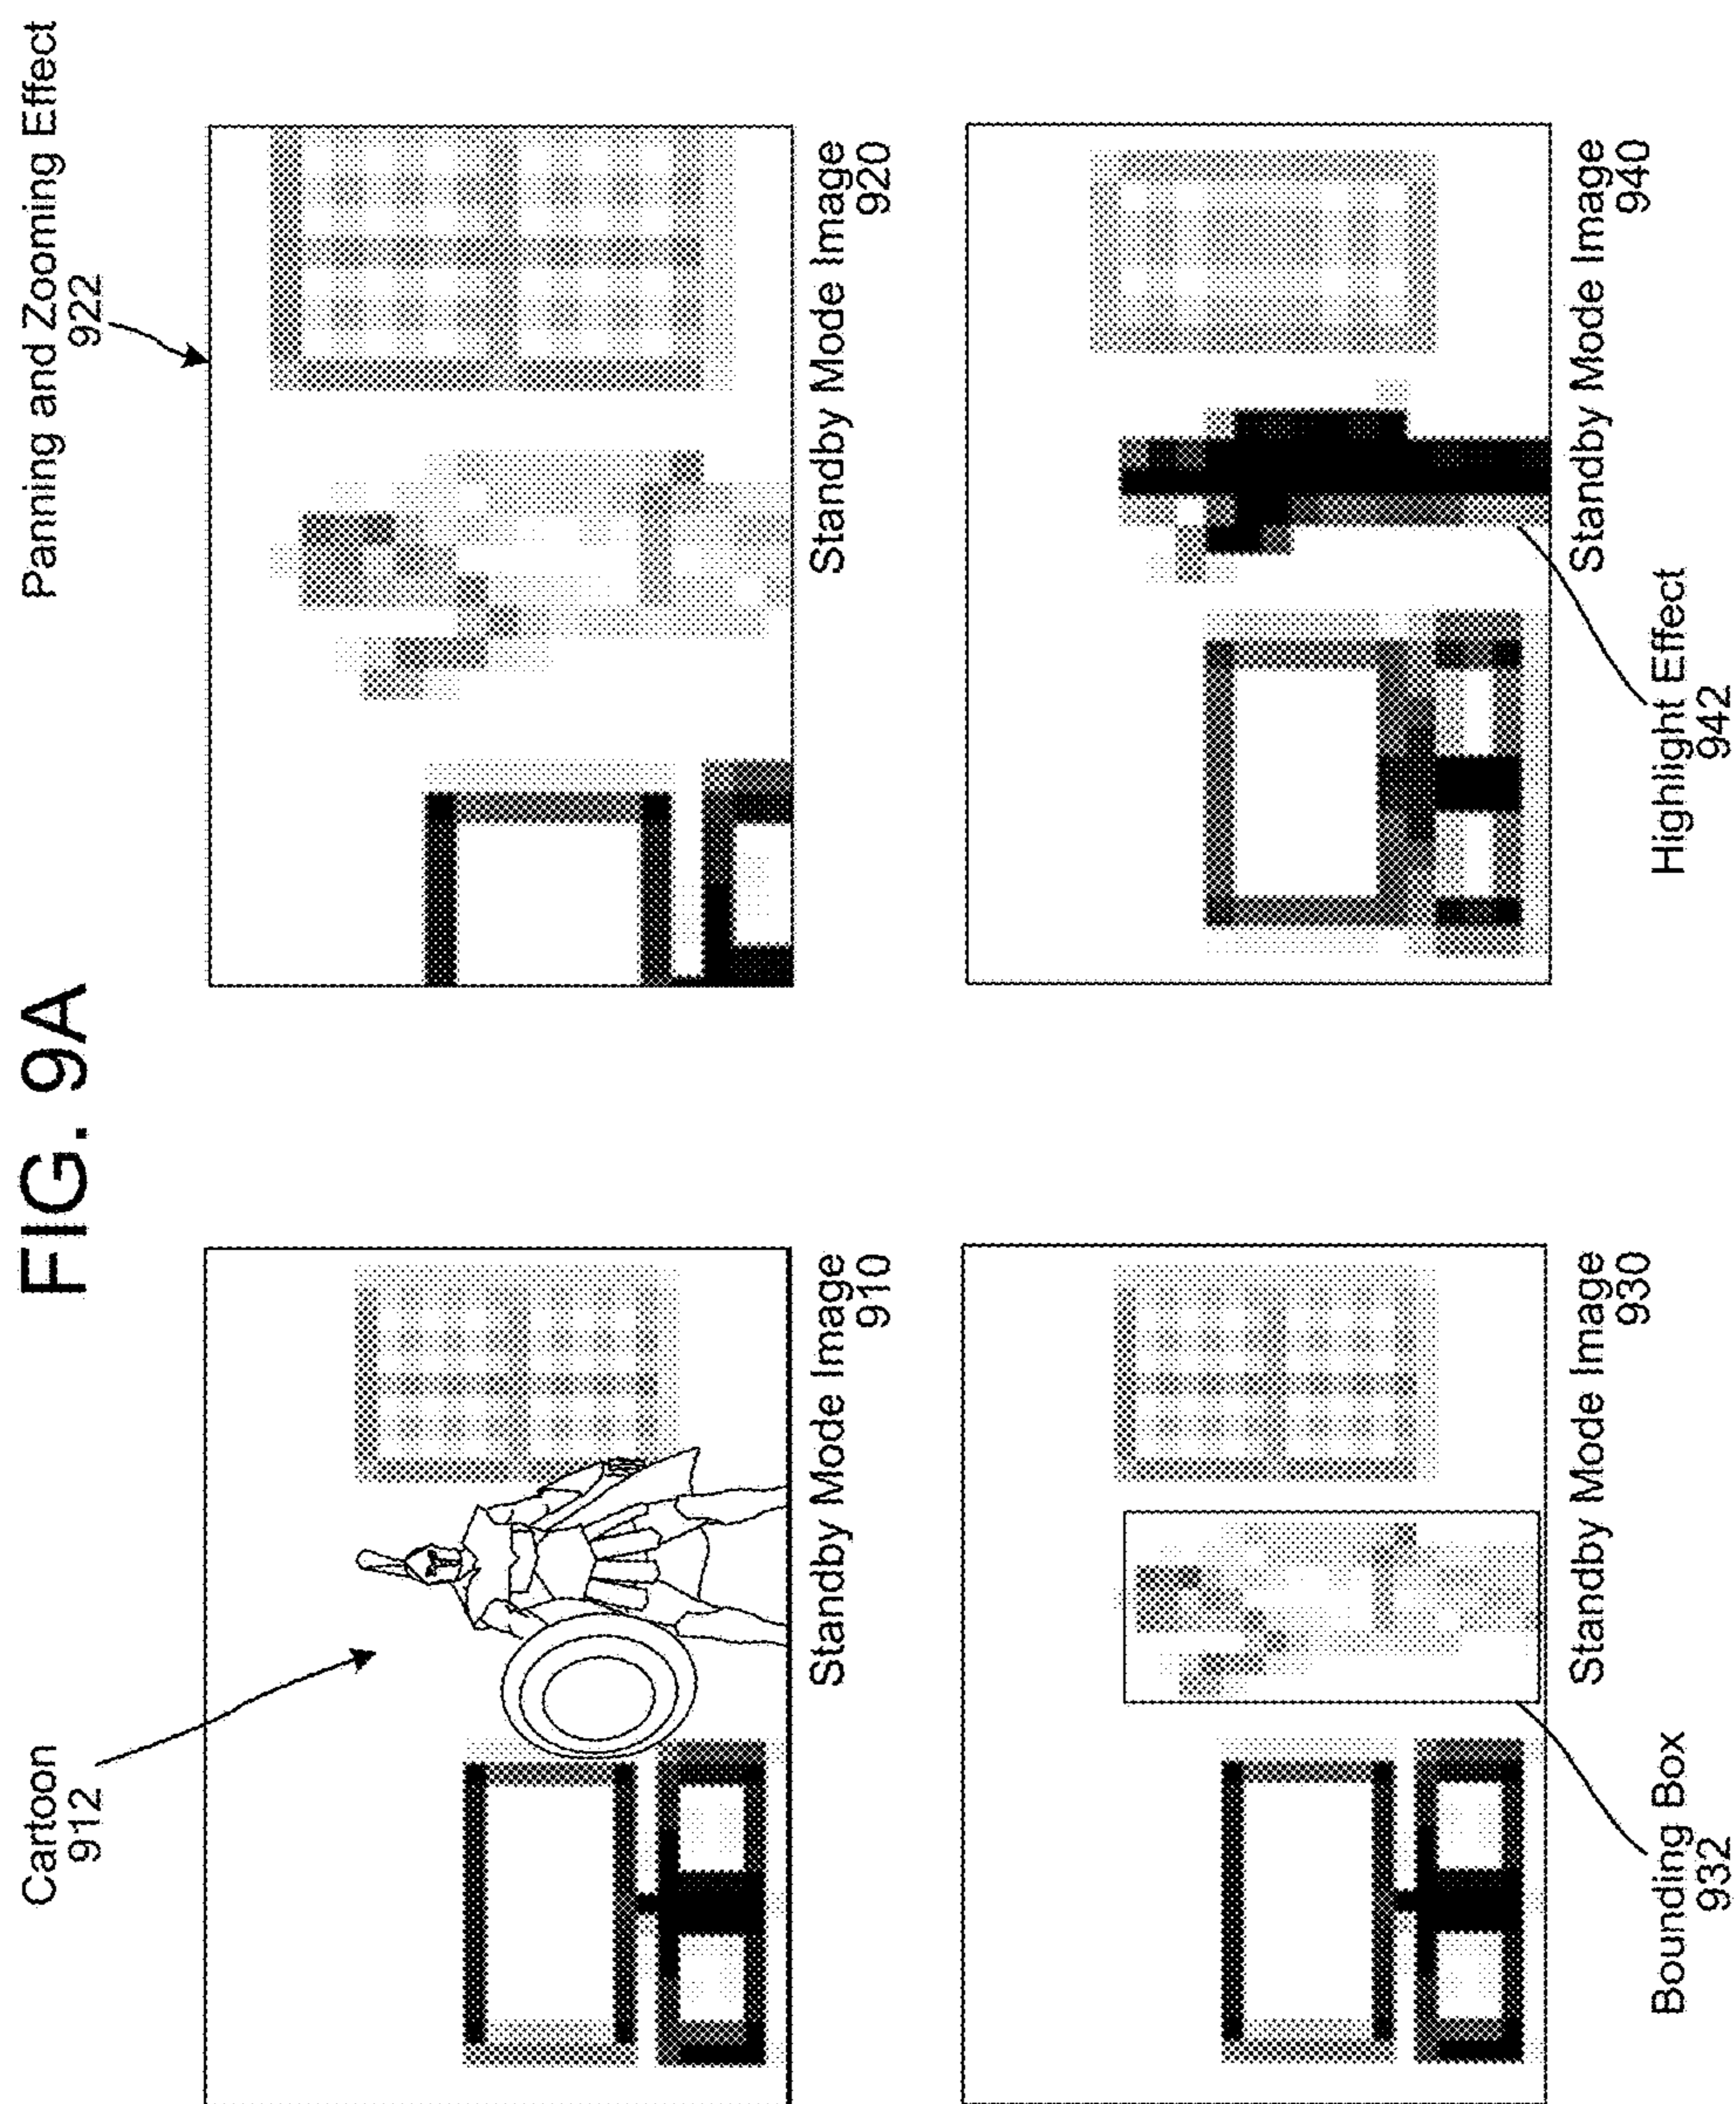 FIG. 9A
Cartoon
912
Panning and Zooming Effect
922
Standby Mode Image
910
Standby Mode Image
920
Standby Mode Image
930
Standby Mode Image
940
Bounding Box
932
Highlight Effect
942